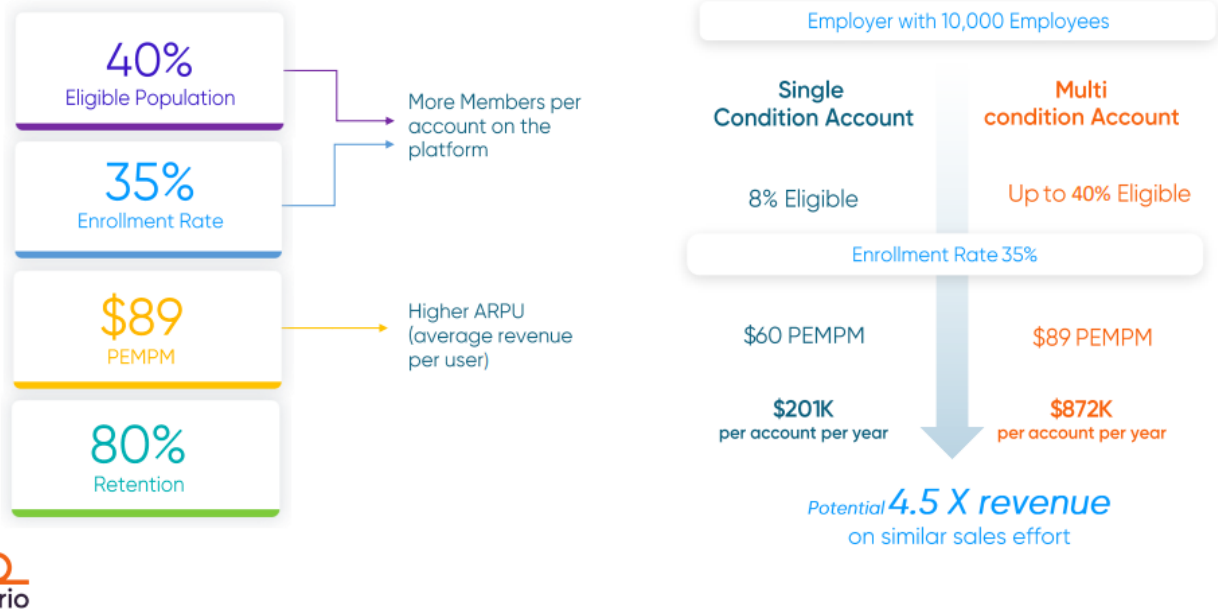 40%
Eligible Population
35%
Enrollment Rate
$89
PEMPM
80%
Retention
More Members per
account on the
platform
Higher ARPU
(average revenue
per user)
Employer with 10,000 Employees
Single
Condition Account
Multi
condition Account
8% Eligible
Up to 40% Eligible
Enrollment Rate 35%
$60 PEMPM
$89 PEMPM
$201K
per account per year
$872K
per account per year
Potential 4.5 X revenue
on similar sales effort
rio